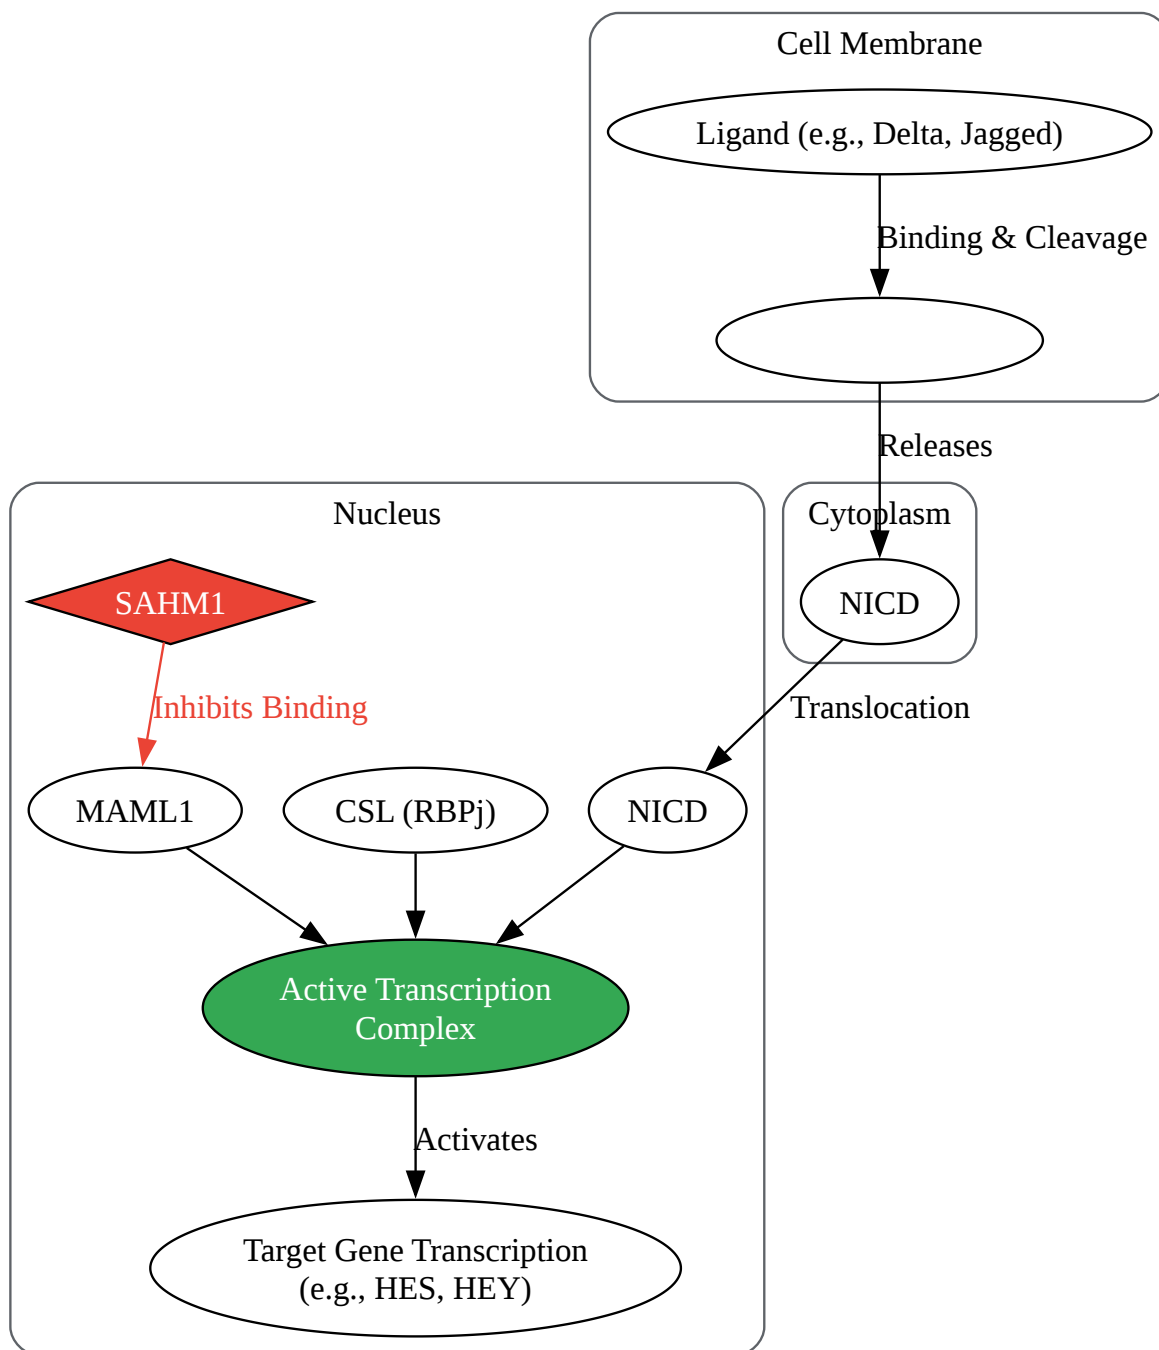 Cell Membrane
Ligand (e.g., Delta, Jagged)
Binding & Cleavage
Releases
Nucleus
Cytoplasm
SAHM1
NICD
Inhibits Binding
Translocation
MAML1
CSL (RBPj)
NICD
Active Transcription
Complex
Activates
Target Gene Transcription
(e.g., HES, HEY)